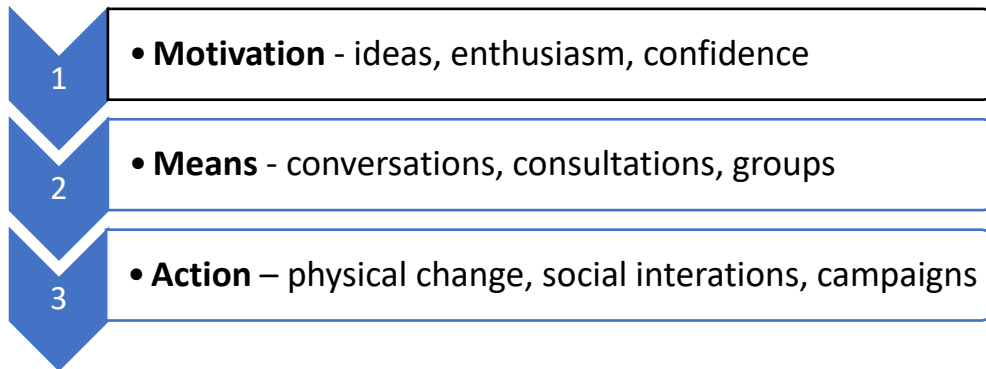 1
• Motivation - ideas, enthusiasm, confidence
2
• Means - conversations, consultations, groups
3
• Action – physical change, social interations, campaigns